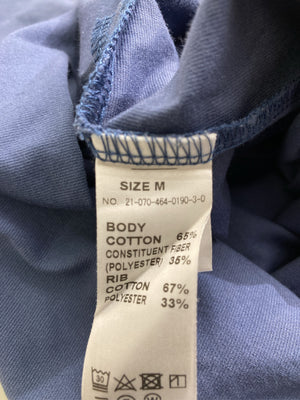 SIZE M
NO. 21-070-464-0190-3-0
BODY
COTTON 65%
CONSTITUENT FIBER
(POLYESTER) 35%
RIB
COTTON 67%
POLYESTER 33%
30